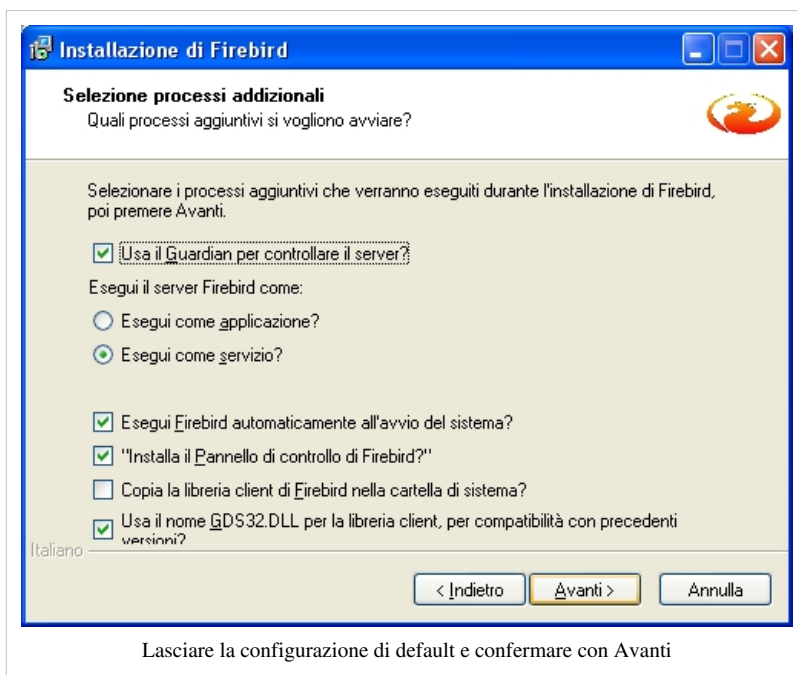 Installazione di Firebird
Selezione processi addizionali
Quali processi aggiuntivi si vogliono avviare?
Selezionare i processi aggiuntivi che verranno eseguiti durante l'installazione di Firebird,
poi premere Avanti.
Usa il Guardian per controllare il server?
Esegui il server Firebird come:
Esegui come applicazione?
Esegui come servizio?
Esegui Firebird automaticamente all'avvio del sistema?
"Installa il Pannello di controllo di Firebird?"
Copia la libreria client di Firebird nella cartella di sistema?
Usa il nome GDS32.DLL per la libreria client, per compatibilità con precedenti
versioni?
Italiano
< Indietro
Avanti >
Annulla
Lasciare la configurazione di default e confermare con Avanti